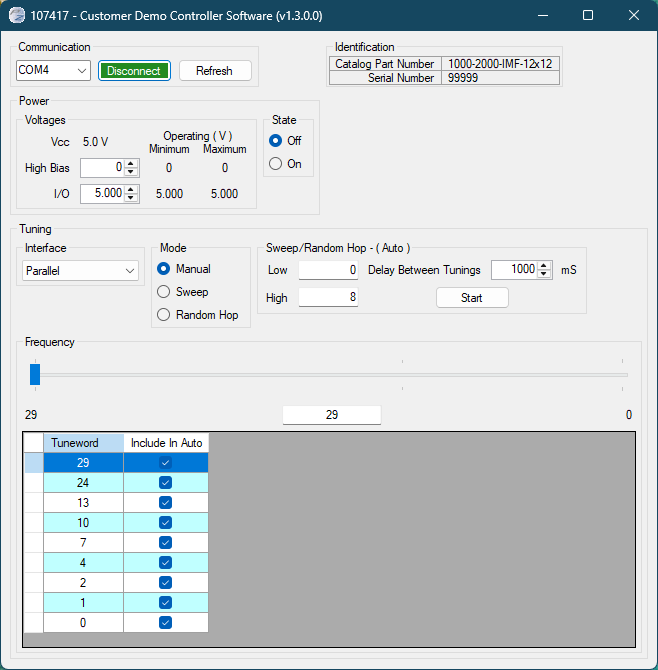 107417 - Customer Demo Controller Software (v1.3.0.0)
Communication
COM4
Disconnect
Refresh
Identification
Catalog Part Number 1000-2000-IMF-12x12
Serial Number 99999
Power
Voltages
Vcc 5.0 V
Operating ( V )
Minimum Maximum
High Bias 0 0 0
I/O 5.000 5.000 5.000
State
Off
On
Tuning
Interface
Parallel
Mode
Manual
Sweep
Random Hop
Sweep/Random Hop - ( Auto )
Low 0 Delay Between Tunings 1000 mS
High 8 Start
Frequency
29 29 0
Tuneword Include In Auto
29
24
13
10
7
4
2
1
0